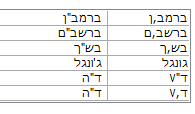 ברמב,ן ברמב"ן
ברשב,ם ברשב"ם
בש,ך בש"ך
גונגל ג'ונגל
ד"ע ד"ה
ד,ע ד"ה